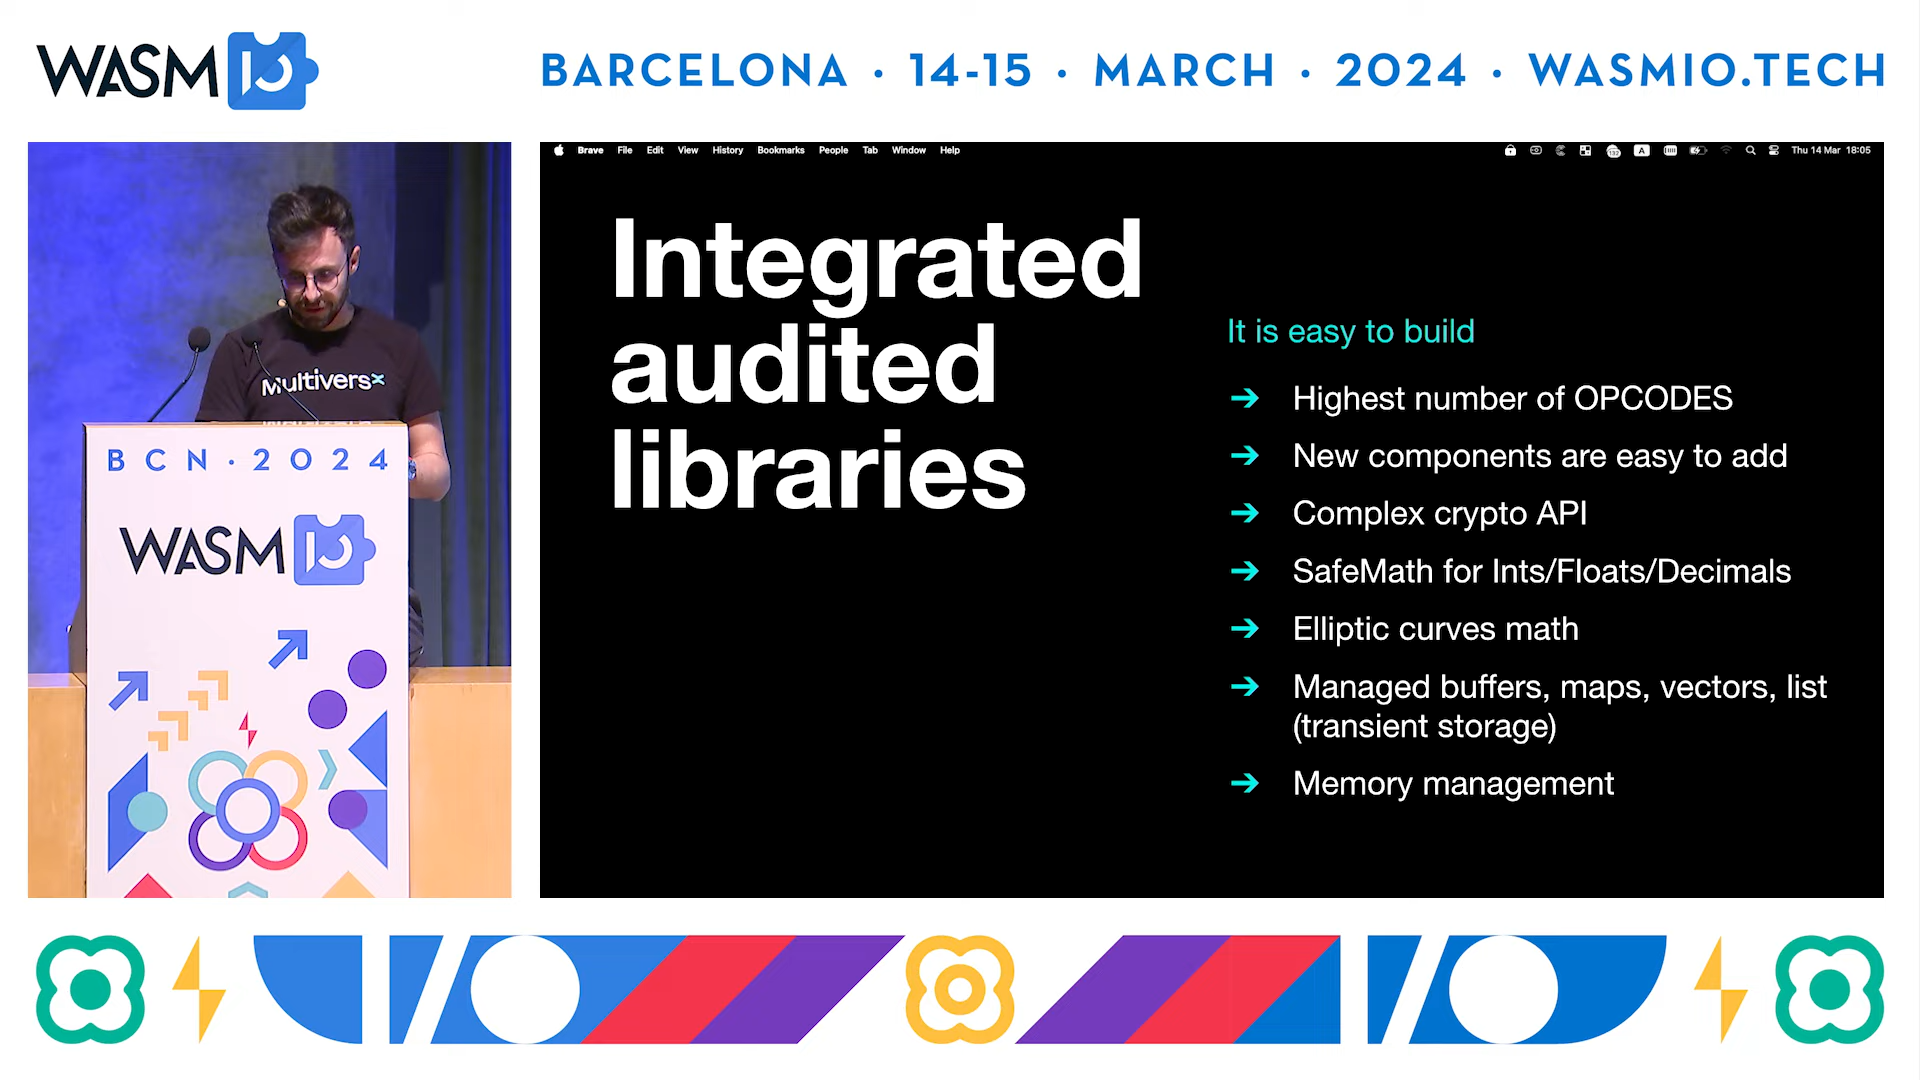 WASM IO
BARCELONA · 14-15 · MARCH · 2024 · WASMIO.TECH
Brave File Edit View History Bookmarks People Tab Window Help
A
Thu 14 Mar 18:05
Integrated
audited
libraries
It is easy to build
➔ Highest number of OPCODES
➔ New components are easy to add
➔ Complex crypto API
➔ SafeMath for Ints/Floats/Decimals
➔ Elliptic curves math
➔ Managed buffers, maps, vectors, list
(transient storage)
➔ Memory management
MultiversX
BCN·2024
WASM IO